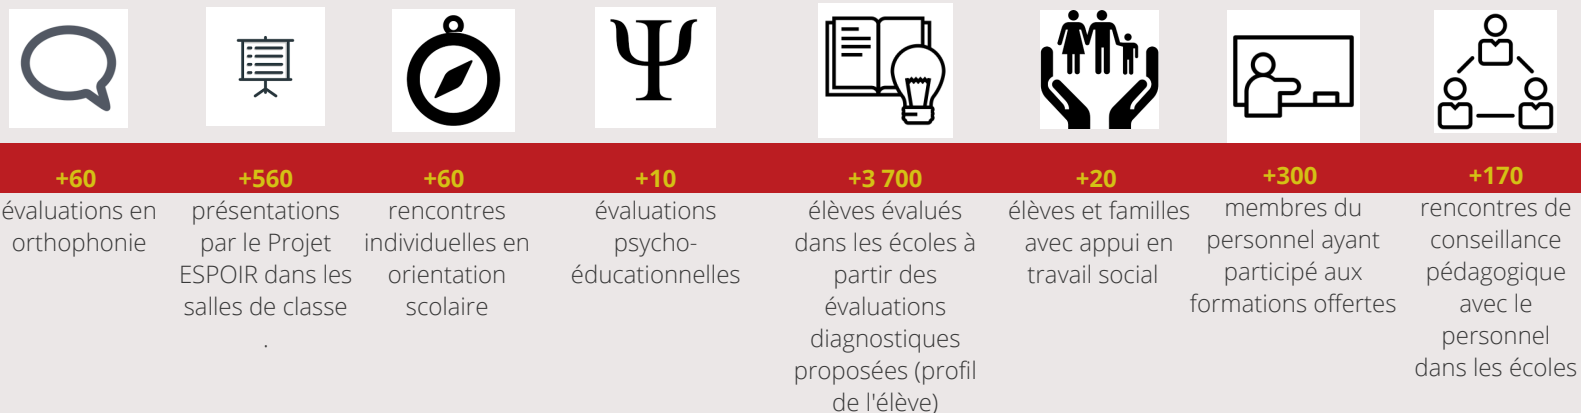 +60
évaluations en
orthophonie
+560
présentations
par le Projet
ESPOIR dans les
salles de classe
.
+60
rencontres
individuelles en
orientation
scolaire
+10
évaluations
psycho-
éducationnelles
+3 700
élèves évalués
dans les écoles à
partir des
évaluations
diagnostiques
proposées (profil
de l'élève)
+20
élèves et familles
avec appui en
travail social
+300
membres du
personnel ayant
participé aux
formations offertes
+170
rencontres de
conseillance
pédagogique
avec le
personnel
dans les écoles